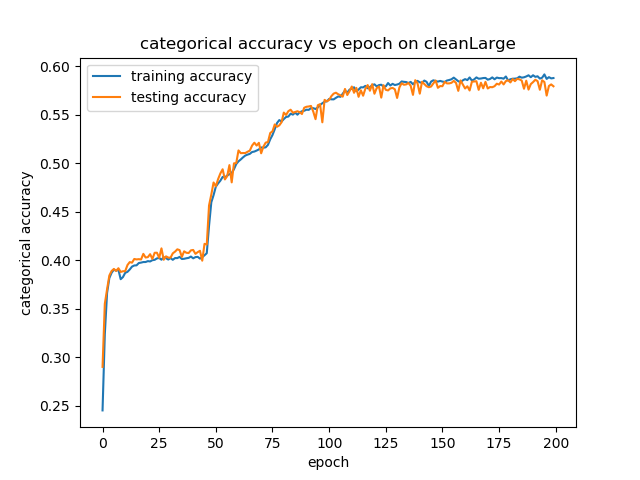 categorical accuracy vs epoch on cleanLarge
training accuracy
testing accuracy
categorical accuracy
0.60
0.55
0.50
0.45
0.40
0.35
0.30
0.25
0 25 50 75 100 125 150 175 200
epoch